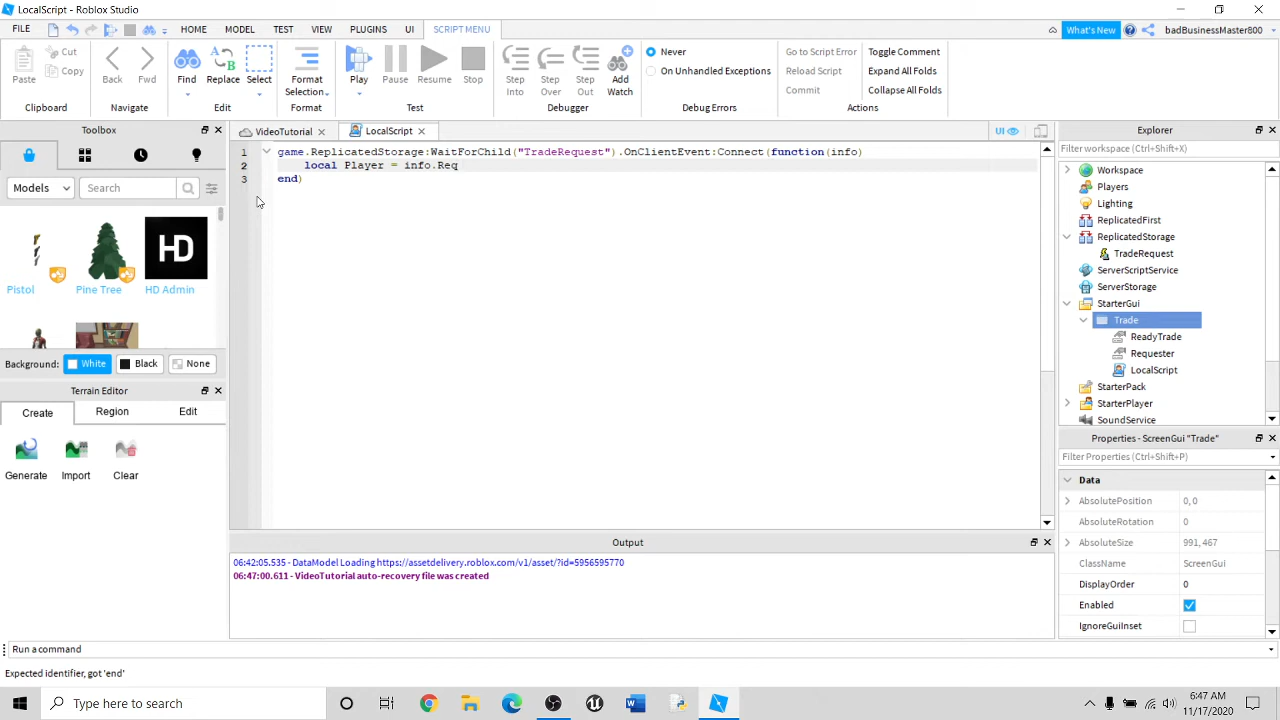 LocalScript - Roblox Studio
FILE HOME MODEL TEST VIEW PLUGINS UI SCRIPT MENU What's New badBusinessMaster800
Paste Cut Copy Back Fwd Find Replace Select Format Selection Play Pause Resume Stop Step Into Step Over Step Out Add Watch Never On Unhandled Exceptions Go to Script Error Reload Script Commit Toggle Comment Expand All Folds Collapse All Folds
Clipboard Navigate Edit Format Test Debugger Debug Errors Actions
Toolbox
Models Search
Pistol Pine Tree HD Admin
HD
Background: White Black None
Terrain Editor
Create Region Edit
Generate Import Clear
VideoTutorial LocalScript UI
1 game.ReplicatedStorage:WaitForChild("TradeRequest").OnClientEvent:Connect(function(info)
2 local Player = info.Req
3 end)
Output
06:42:05.535 - DataModel Loading https://assetdelivery.roblox.com/v1/asset/?id=5956595770
06:47:00.611 - VideoTutorial auto-recovery file was created
Explorer
Filter workspace (Ctrl+Shift+X)
Workspace
Players
Lighting
ReplicatedFirst
ReplicatedStorage
TradeRequest
ServerScriptService
ServerStorage
StarterGui
Trade
ReadyTrade
Requester
LocalScript
StarterPack
StarterPlayer
SoundService
Properties - ScreenGui "Trade"
Filter Properties (Ctrl+Shift+P)
Data
AbsolutePosition 0, 0
AbsoluteRotation 0
AbsoluteSize 991, 467
ClassName ScreenGui
DisplayOrder 0
Enabled
IgnoreGuiInset
Run a command
Expected identifier, got 'end'
Type here to search
6:47 AM
11/17/2020